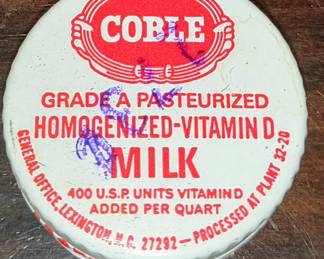 COBLE
GRADE A PASTEURIZED
HOMOGENIZED-VITAMIN D
MILK
400 U.S.P. UNITS VITAMIN D
ADDED PER QUART
GENERAL OFFICE, LEXINGTON, N.C. 27292 — PROCESSED AT PLANT 32-20